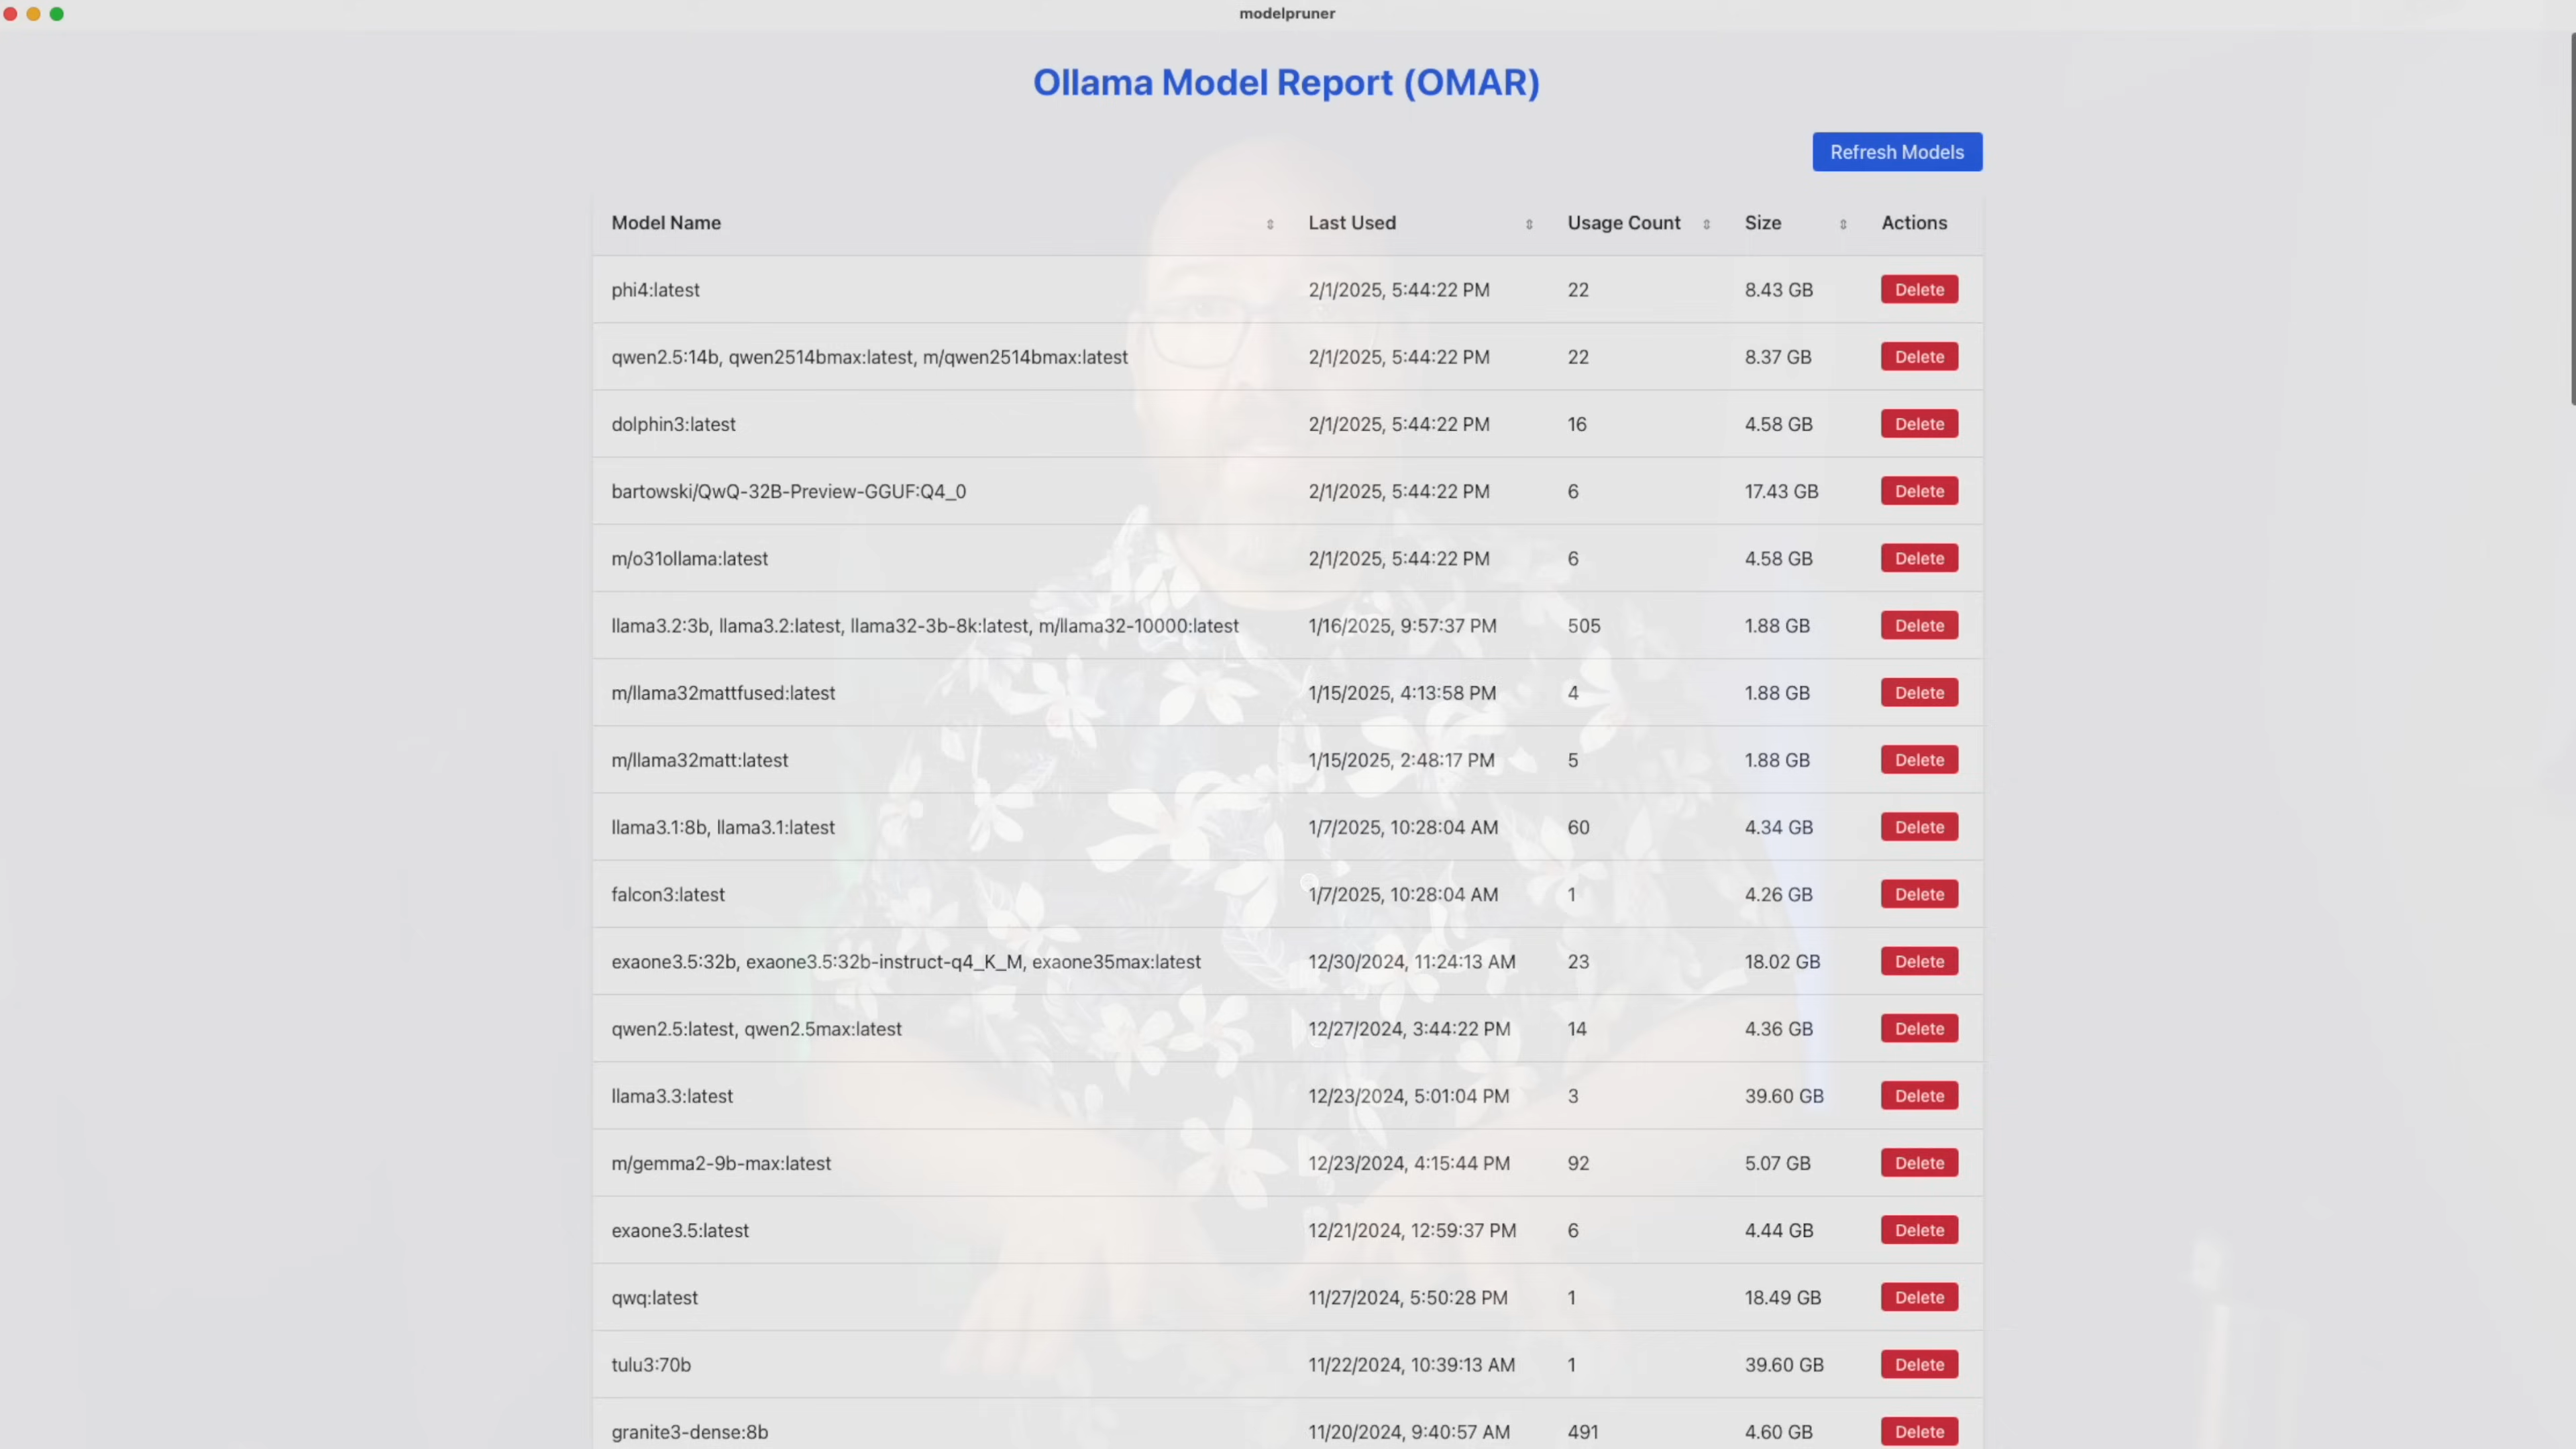 modelpruner
Ollama Model Report (OMAR)
Refresh Models
Model Name Last Used Usage Count Size Actions
phi4:latest 2/1/2025, 5:44:22 PM 22 8.43 GB Delete
qwen2.5:14b, qwen2514bmax:latest, m/qwen2514bmax:latest 2/1/2025, 5:44:22 PM 22 8.37 GB Delete
dolphin3:latest 2/1/2025, 5:44:22 PM 16 4.58 GB Delete
bartowski/QwQ-32B-Preview-GGUF:Q4_0 2/1/2025, 5:44:22 PM 6 17.43 GB Delete
m/o31ollama:latest 2/1/2025, 5:44:22 PM 6 4.58 GB Delete
llama3.2:3b, llama3.2:latest, llama32-3b-8k:latest, m/llama32-10000:latest 1/16/2025, 9:57:37 PM 505 1.88 GB Delete
m/llama32mattfused:latest 1/15/2025, 4:13:58 PM 4 1.88 GB Delete
m/llama32matt:latest 1/15/2025, 2:48:17 PM 5 1.88 GB Delete
llama3.1:8b, llama3.1:latest 1/7/2025, 10:28:04 AM 60 4.34 GB Delete
falcon3:latest 1/7/2025, 10:28:04 AM 1 4.26 GB Delete
exaone3.5:32b, exaone3.5:32b-instruct-q4_K_M, exaone35max:latest 12/30/2024, 11:24:13 AM 23 18.02 GB Delete
qwen2.5:latest, qwen2.5max:latest 12/27/2024, 3:44:22 PM 14 4.36 GB Delete
llama3.3:latest 12/23/2024, 5:01:04 PM 3 39.60 GB Delete
m/gemma2-9b-max:latest 12/23/2024, 4:15:44 PM 92 5.07 GB Delete
exaone3.5:latest 12/21/2024, 12:59:37 PM 6 4.44 GB Delete
qwq:latest 11/27/2024, 5:50:28 PM 1 18.49 GB Delete
tulu3:70b 11/22/2024, 10:39:13 AM 1 39.60 GB Delete
granite3-dense:8b 11/20/2024, 9:40:57 AM 491 4.60 GB Delete